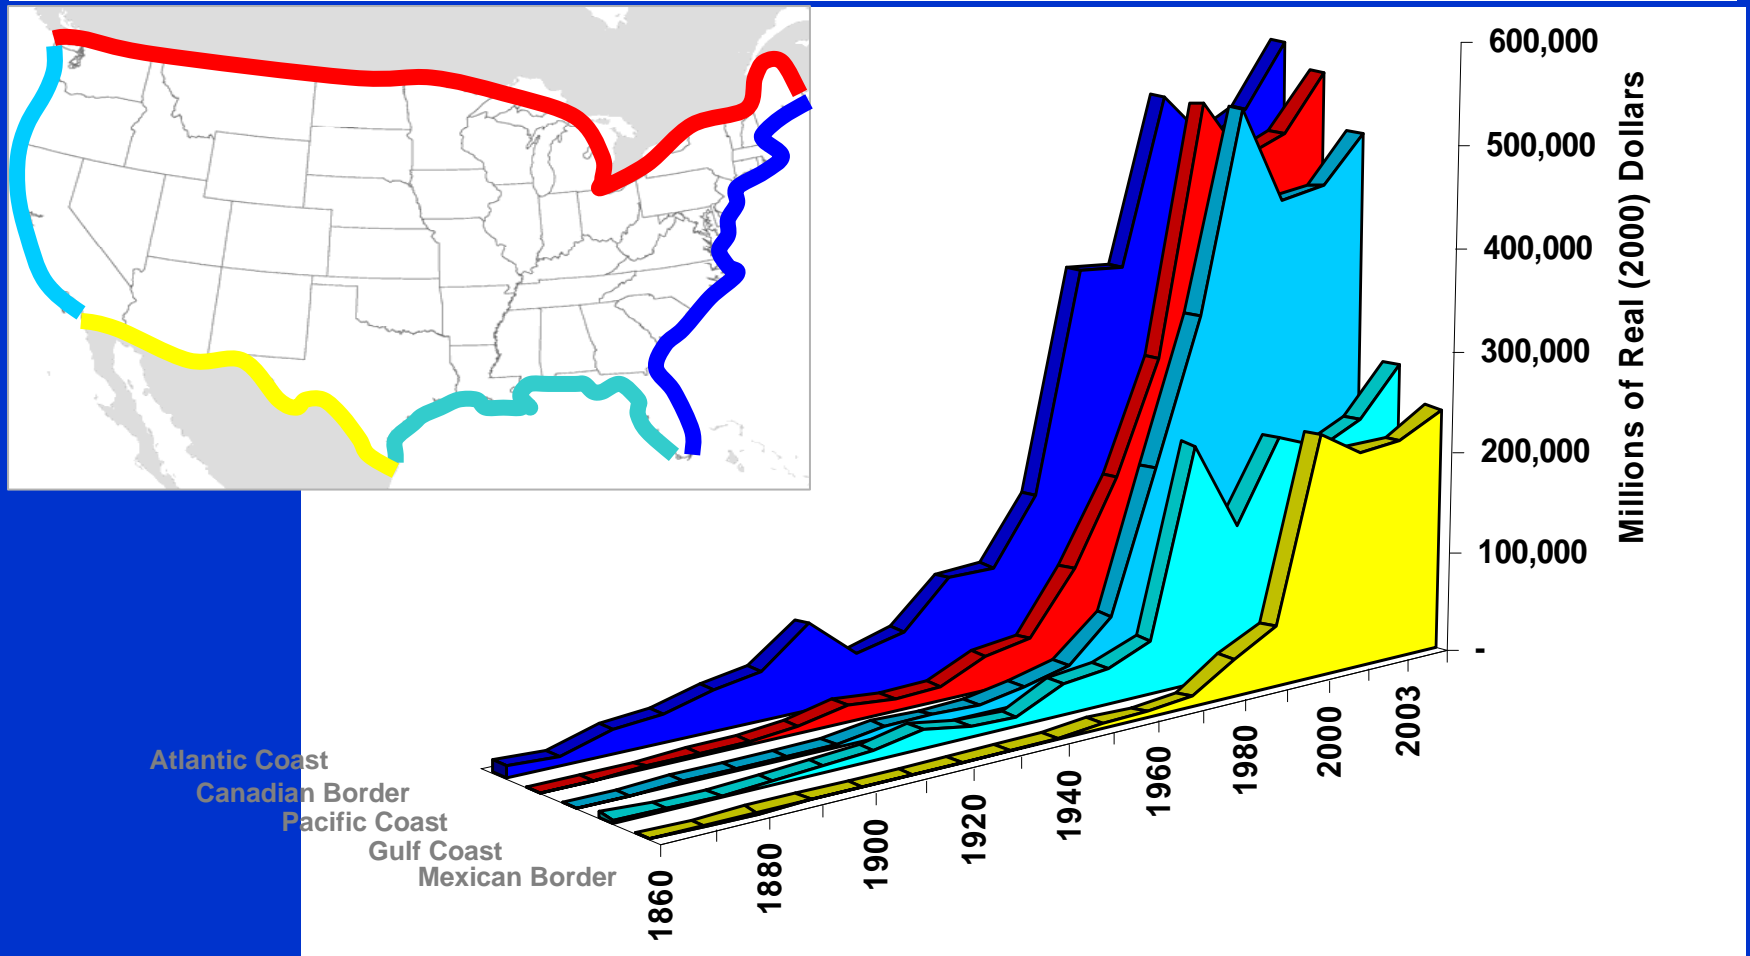 600,000
500,000
400,000
300,000
200,000
100,000
-
Millions of Real (2000) Dollars
Atlantic Coast
Canadian Border
Pacific Coast
Gulf Coast
Mexican Border
1860
1880
1900
1920
1940
1960
1980
2000
2003